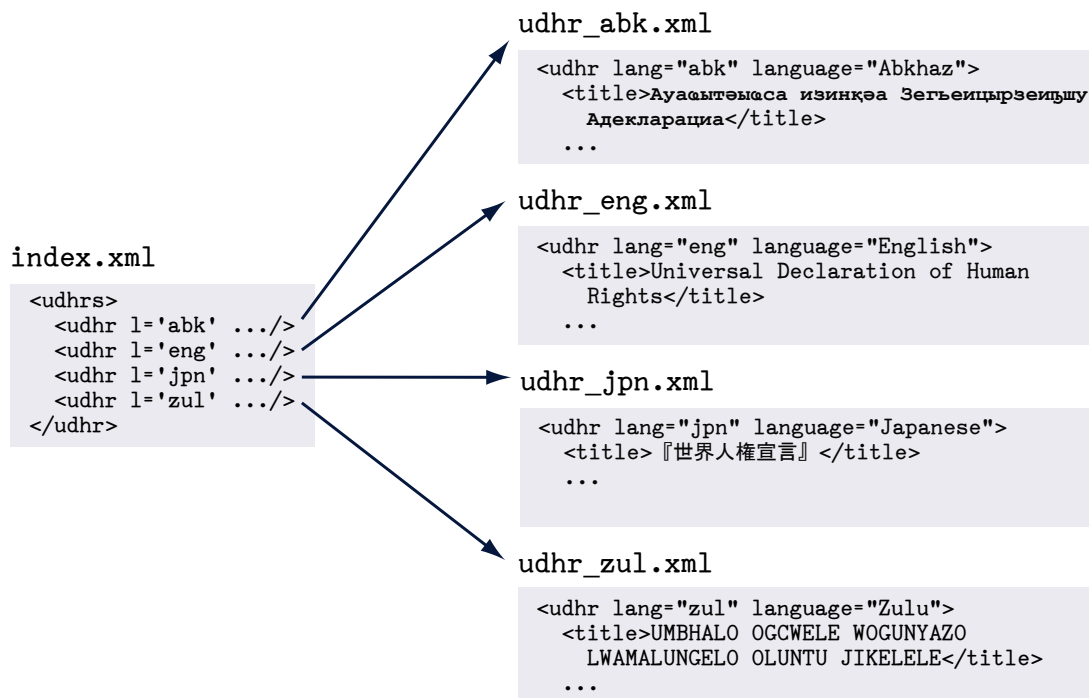 index.xml
<udhrs>
<udhr l='abk' .../>
<udhr l='eng' .../>
<udhr l='jpn' .../>
<udhr l='zul' .../>
</udhr>
udhr_abk.xml
<udhr lang="abk" language="Abkhaz">
<title>Ауаҩытәыҩса изинқәа Зегьеицырзеиԥшу
Адекларациа</title>
...
udhr_eng.xml
<udhr lang="eng" language="English">
<title>Universal Declaration of Human
Rights</title>
...
udhr_jpn.xml
<udhr lang="jpn" language="Japanese">
<title>『世界人権宣言』</title>
...
udhr_zul.xml
<udhr lang="zul" language="Zulu">
<title>UMBHALO OGCWELE WOGUNYAZO
LWAMALUNGELO OLUNTU JIKELELE</title>
...